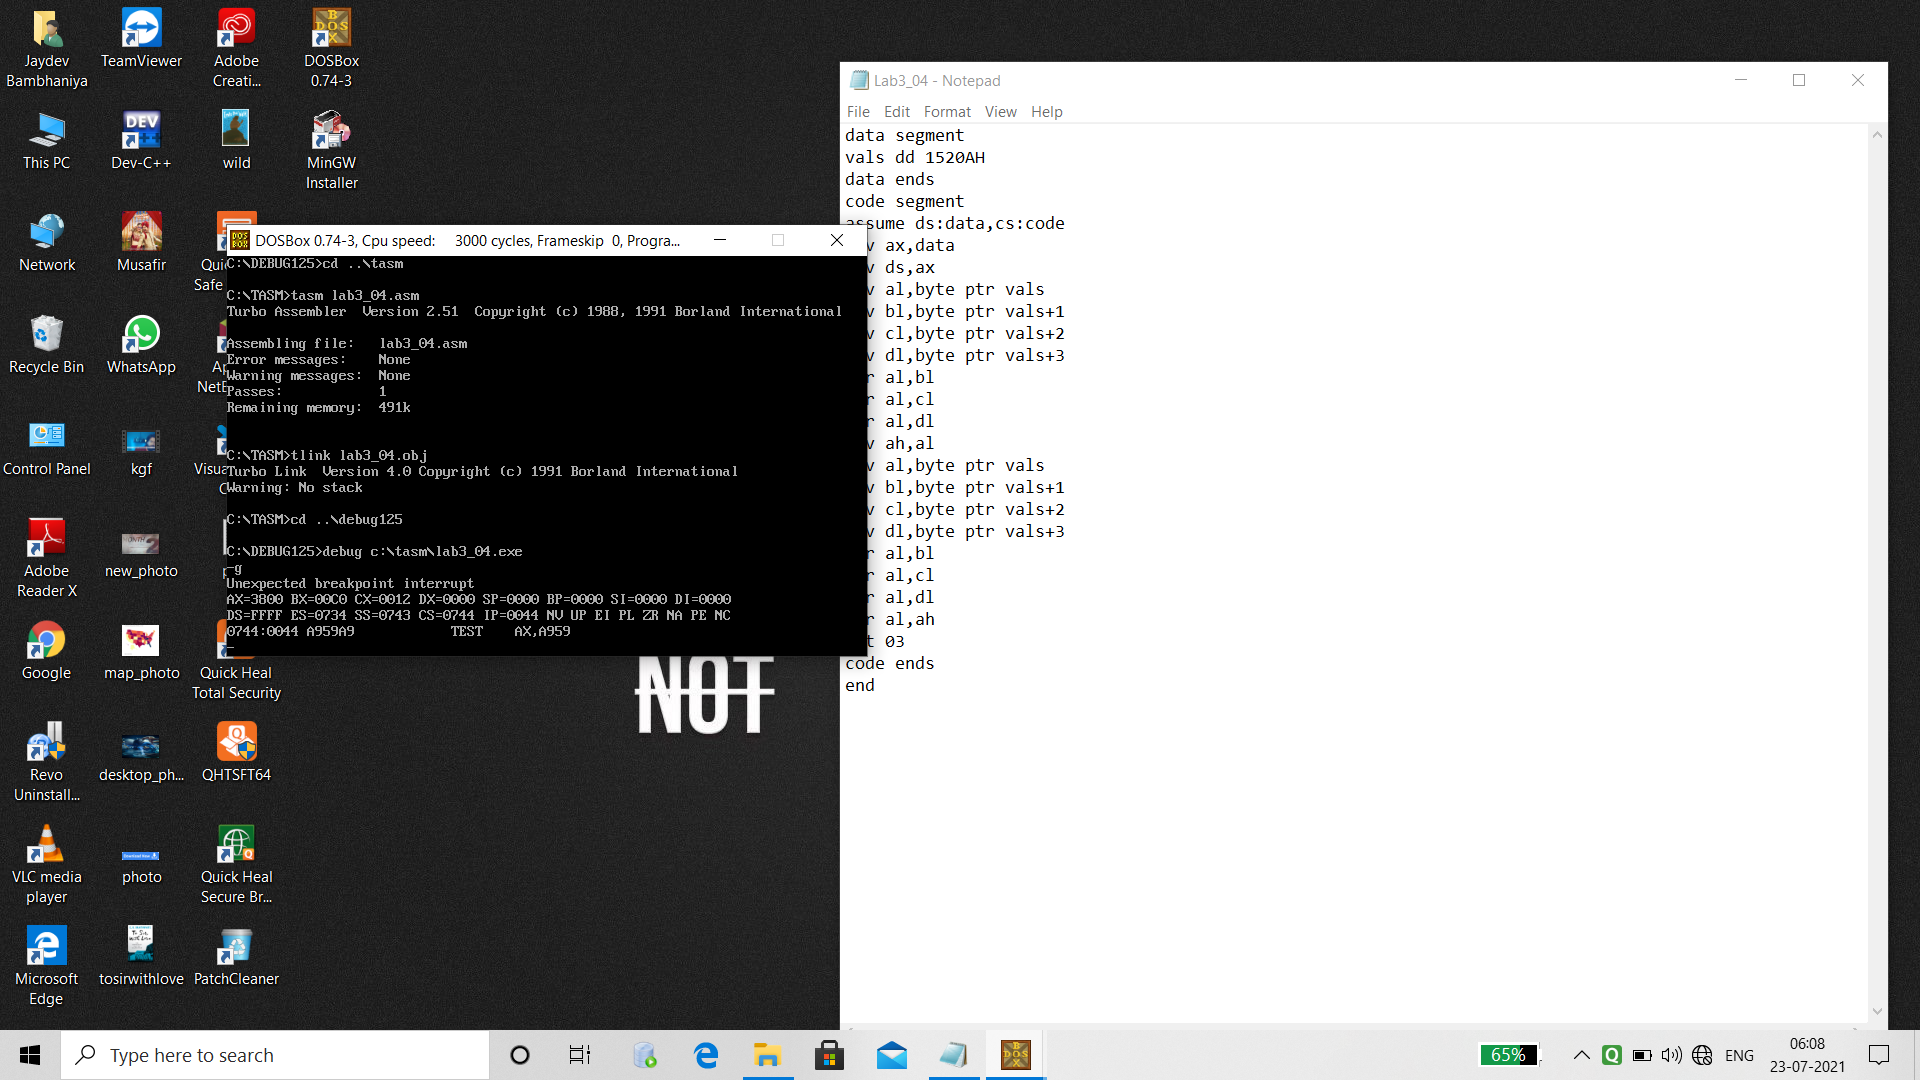 Jaydev
Bambhaniya
TeamViewer
Adobe
Creati...
DOSBox
0.74-3
This PC
DEV
Dev-C++
wild
MinGW
Installer
Network
Musafir
Safe
Recycle Bin
WhatsApp
Control Panel
kgf
Adobe
Reader X
new_photo
Google
map_photo
Quick Heal
Total Security
Revo
Uninstall...
desktop_ph...
QHTSFT64
VLC media
player
photo
Quick Heal
Secure Br...
Microsoft
Edge
tosirwithlove
PatchCleaner
DOSBox 0.74-3, Cpu speed: 3000 cycles, Frameskip 0, Progra...
C:\DEBUG125>cd ..\tasm
C:\TASM>tasm lab3_04.asm
Turbo Assembler Version 2.51 Copyright (c) 1988, 1991 Borland International
Assembling file: lab3_04.asm
Error messages: None
Warning messages: None
Passes: 1
Remaining memory: 491k
C:\TASM>tlink lab3_04.obj
Turbo Link Version 4.0 Copyright (c) 1991 Borland International
Warning: No stack
C:\TASM>cd ..\debug125
C:\DEBUG125>debug c:\tasm\lab3_04.exe
-g
Unexpected breakpoint interrupt
AX=3800 BX=00C0 CX=0012 DX=0000 SP=0000 BP=0000 SI=0000 DI=0000
DS=FFFF ES=0734 SS=0743 CS=0744 IP=0044 NV UP EI PL ZR NA PE NC
0744:0044 A959A9 TEST AX,A959
-
NOT
Lab3_04 - Notepad
File Edit Format View Help
data segment
vals dd 1520AH
data ends
code segment
assume ds:data,cs:code
v ax,data
v ds,ax
v al,byte ptr vals
v bl,byte ptr vals+1
v cl,byte ptr vals+2
v dl,byte ptr vals+3
r al,bl
r al,cl
r al,dl
v ah,al
v al,byte ptr vals
v bl,byte ptr vals+1
v cl,byte ptr vals+2
v dl,byte ptr vals+3
r al,bl
r al,cl
r al,dl
r al,ah
t 03
code ends
end
Type here to search
65%
ENG
06:08
23-07-2021